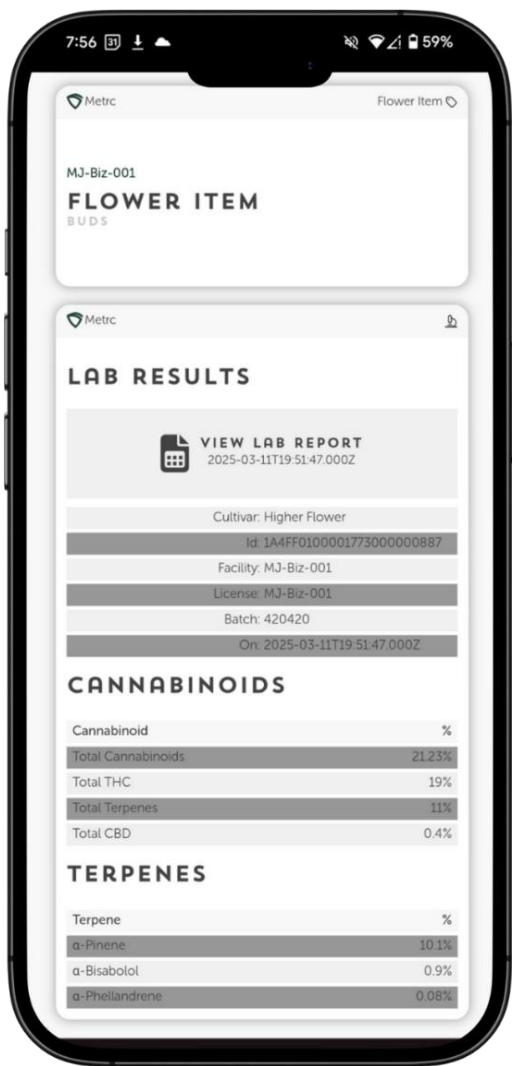 7:56 31 59%
Metrc Flower Item
MJ-Biz-001
FLOWER ITEM
BUDS
Metrc
LAB RESULTS
VIEW LAB REPORT
2025-03-11T19:51:47.000Z
Cultivar: Higher Flower
Id: 1A4FF0100001773000000887
Facility: MJ-Biz-001
License: MJ-Biz-001
Batch: 420420
On: 2025-03-11T19:51:47.000Z
CANNABINOIDS
Cannabinoid %
Total Cannabinoids 21.23%
Total THC 19%
Total Terpenes 11%
Total CBD 0.4%
TERPENES
Terpene %
α-Pinene 10.1%
α-Bisabolol 0.9%
α-Phellandrene 0.08%